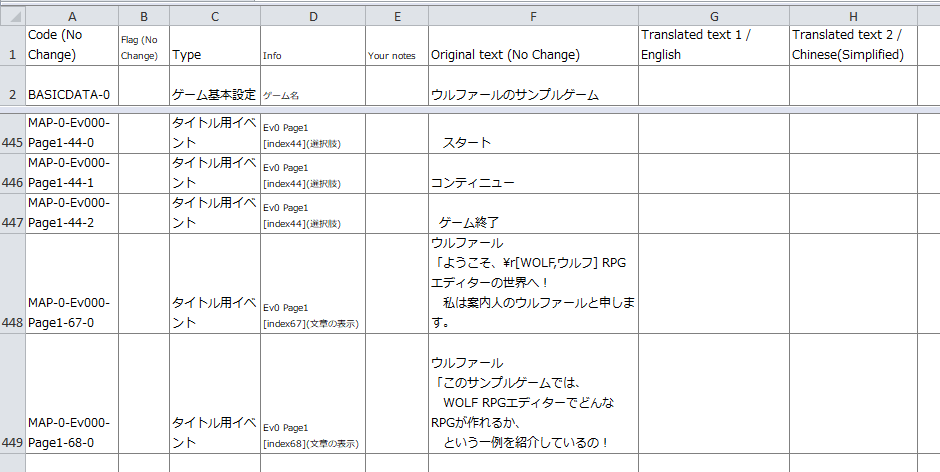 A B C D E F G H
1 Code (No Change) Flag (No Change) Type Info Your notes Original text (No Change) Translated text 1 / English Translated text 2 / Chinese(Simplified)
2 BASICDATA-0 ゲーム基本設定 ゲーム名 ウルファールのサンプルゲーム
445 MAP-0-Ev000-Page1-44-0 タイトル用イベント Ev0 Page1 [index44](選択肢) スタート
446 MAP-0-Ev000-Page1-44-1 タイトル用イベント Ev0 Page1 [index44](選択肢) コンティニュー
447 MAP-0-Ev000-Page1-44-2 タイトル用イベント Ev0 Page1 [index44](選択肢) ゲーム終了
448 MAP-0-Ev000-Page1-67-0 タイトル用イベント Ev0 Page1 [index67](文章の表示) ウルファール
「ようこそ、¥r[WOLF,ウルフ] RPG
エディターの世界へ！
私は案内人のウルファールと申しま
す。
449 MAP-0-Ev000-Page1-68-0 タイトル用イベント Ev0 Page1 [index68](文章の表示) ウルファール
「このサンプルゲームでは、
WOLF RPGエディターでどんな
RPGが作れるか、
という一例を紹介しているの！